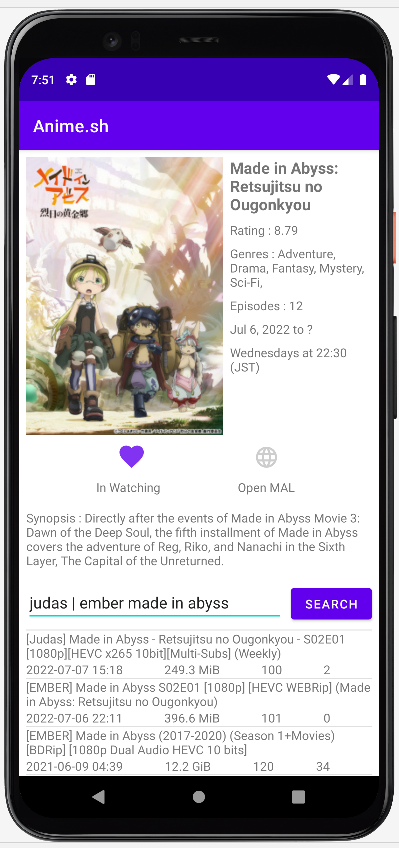 7:51
Anime.sh
メイドインアビス
烈日の黄金郷
Made in Abyss:
Retsujitsu no
Ougonkyou
Rating : 8.79
Genres : Adventure,
Drama, Fantasy, Mystery,
Sci-Fi,
Episodes : 12
Jul 6, 2022 to ?
Wednesdays at 22:30
(JST)
In Watching
Open MAL
Synopsis : Directly after the events of Made in Abyss Movie 3:
Dawn of the Deep Soul, the fifth installment of Made in Abyss
covers the adventure of Reg, Riko, and Nanachi in the Sixth
Layer, The Capital of the Unreturned.
judas | ember made in abyss
SEARCH
[Judas] Made in Abyss - Retsujitsu no Ougonkyou - S02E01
[1080p][HEVC x265 10bit][Multi-Subs] (Weekly)
2022-07-07 15:18 249.3 MiB 100 2
[EMBER] Made in Abyss S02E01 [1080p] [HEVC WEBRip] (Made
in Abyss: Retsujitsu no Ougonkyou)
2022-07-06 22:11 396.6 MiB 101 0
[EMBER] Made in Abyss (2017-2020) (Season 1+Movies)
[BDRip] [1080p Dual Audio HEVC 10 bits]
2021-06-09 04:39 12.2 GiB 120 34